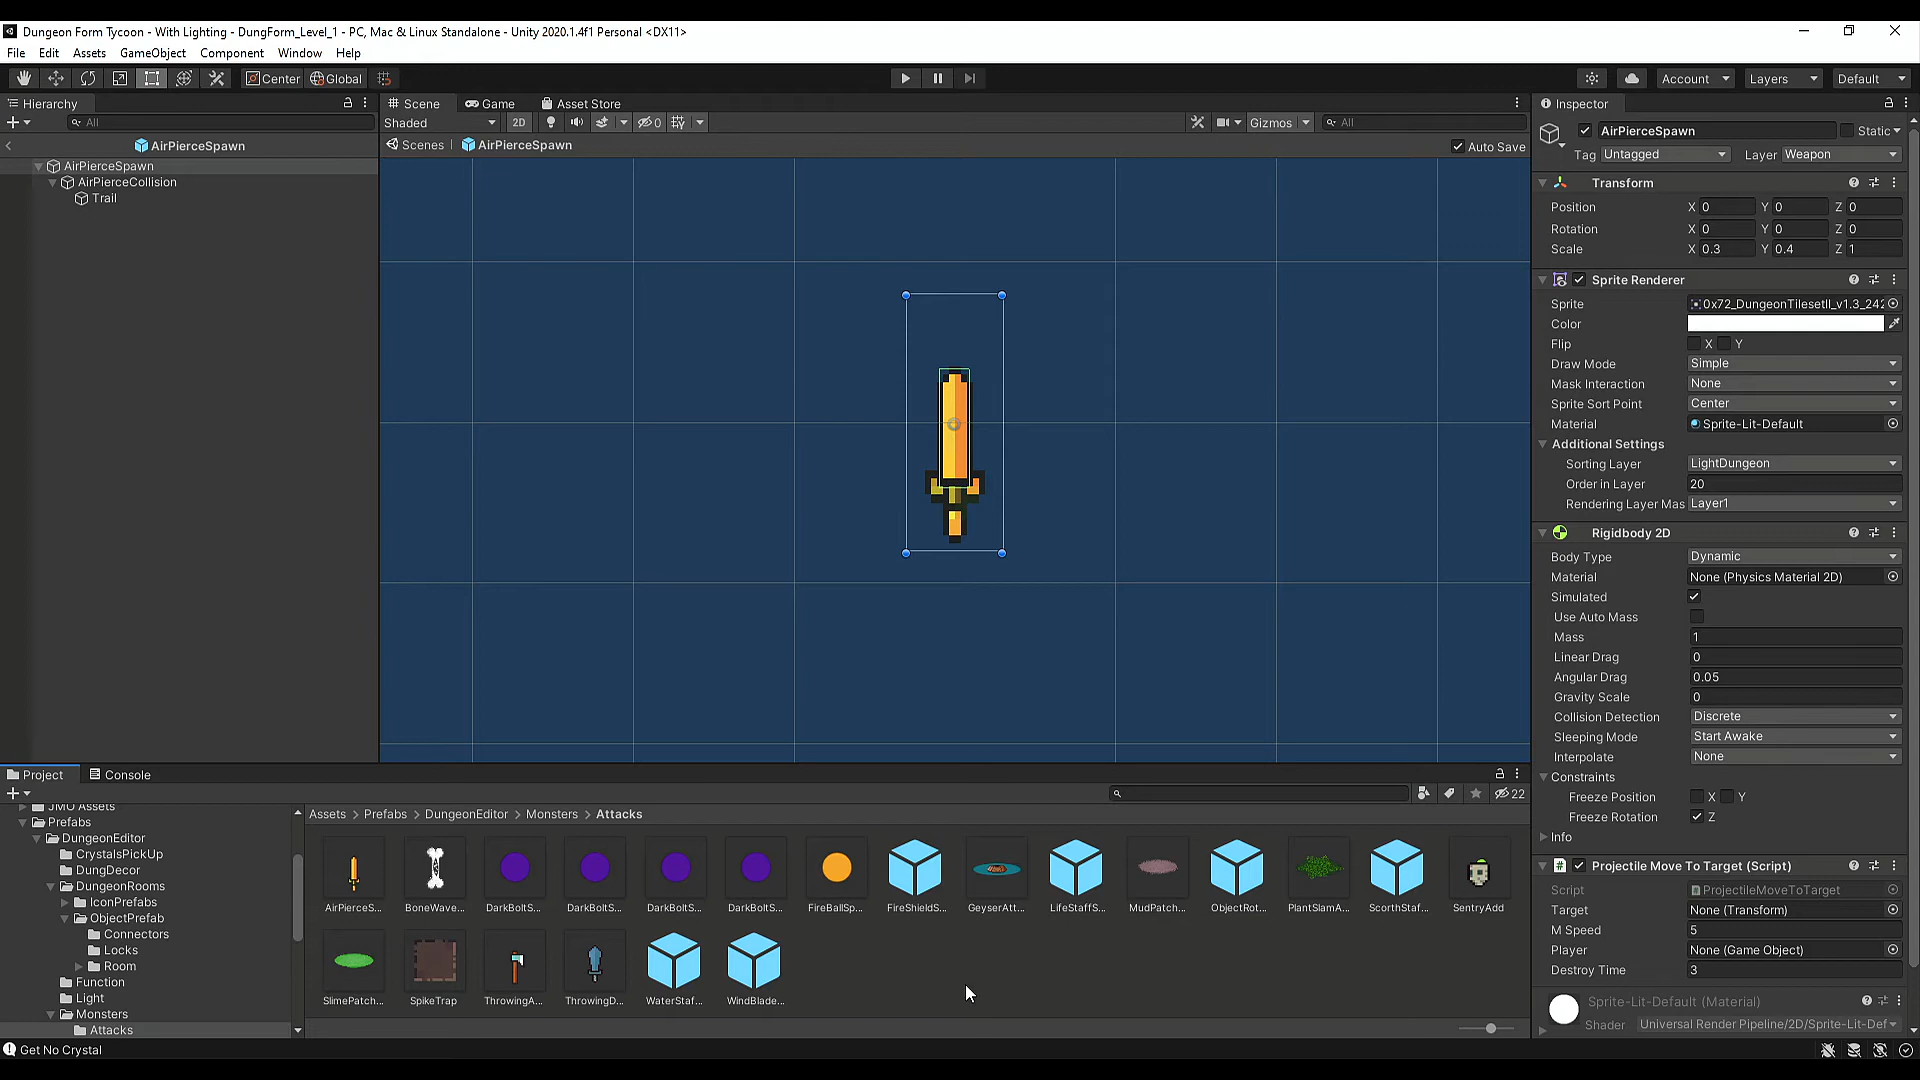 Dungeon Form Tycoon - With Lighting - DungForm_Level_1 - PC, Mac & Linux Standalone - Unity 2020.1.4f1 Personal <DX11>
File Edit Assets GameObject Component Window Help
Center Global Account Layers Default
Hierarchy Scene Game Asset Store Inspector
All Shaded 2D 0 Gizmos All
AirPierceSpawn
Scenes AirPierceSpawn Auto Save
AirPierceSpawn
AirPierceCollision
Trail
AirPierceSpawn Static
Tag Untagged Layer Weapon
Transform
Position X 0 Y 0 Z 0
Rotation X 0 Y 0 Z 0
Scale X 0.3 Y 0.4 Z 1
Sprite Renderer
Sprite 0x72_DungeonTilesetII_v1.3_242
Color
Flip X Y
Draw Mode Simple
Mask Interaction None
Sprite Sort Point Center
Material Sprite-Lit-Default
Additional Settings
Sorting Layer LightDungeon
Order in Layer 20
Rendering Layer Mas Layer1
Rigidbody 2D
Body Type Dynamic
Material None (Physics Material 2D)
Simulated
Use Auto Mass
Mass 1
Linear Drag 0
Angular Drag 0.05
Gravity Scale 0
Collision Detection Discrete
Sleeping Mode Start Awake
Interpolate None
Constraints
Freeze Position X Y
Freeze Rotation Z
Info
Projectile Move To Target (Script)
Script ProjectileMoveToTarget
Target None (Transform)
M Speed 5
Player None (Game Object)
Destroy Time 3
Sprite-Lit-Default (Material)
Shader Universal Render Pipeline/2D/Sprite-Lit-Def
Project Console
22
JMO Assets
Prefabs
DungeonEditor
CrystalsPickUp
DungDecor
DungeonRooms
IconPrefabs
ObjectPrefab
Connectors
Locks
Room
Function
Light
Monsters
Attacks
Assets > Prefabs > DungeonEditor > Monsters > Attacks
AirPierceS... BoneWave... DarkBoltS... DarkBoltS... DarkBoltS... DarkBoltS... FireBallSp... FireShieldS... GeyserAtt... LifeStaffS... MudPatch... ObjectRot... PlantSlamA... ScorthStaf... SentryAdd
SlimePatch... SpikeTrap ThrowingA... ThrowingD... WaterStaf... WindBlade...
Get No Crystal